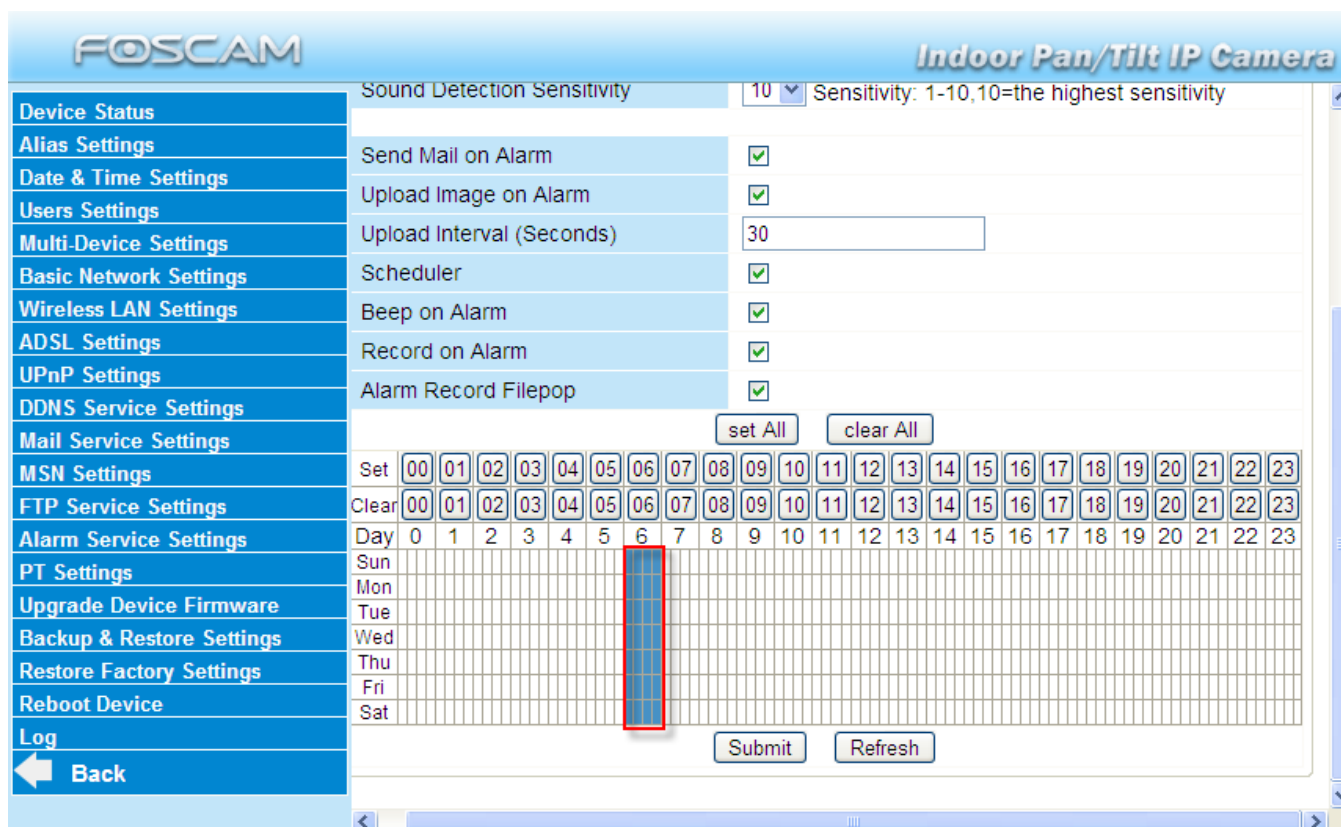 FOSCAM
Indoor Pan/Tilt IP Camera
Device Status
Alias Settings
Date & Time Settings
Users Settings
Multi-Device Settings
Basic Network Settings
Wireless LAN Settings
ADSL Settings
UPnP Settings
DDNS Service Settings
Mail Service Settings
MSN Settings
FTP Service Settings
Alarm Service Settings
PT Settings
Upgrade Device Firmware
Backup & Restore Settings
Restore Factory Settings
Reboot Device
Log
Back
Sound Detection Sensitivity 10 Sensitivity: 1-10,10=the highest sensitivity
Send Mail on Alarm
Upload Image on Alarm
Upload Interval (Seconds) 30
Scheduler
Beep on Alarm
Record on Alarm
Alarm Record Filepop
set All clear All
Set 00 01 02 03 04 05 06 07 08 09 10 11 12 13 14 15 16 17 18 19 20 21 22 23
Clear 00 01 02 03 04 05 06 07 08 09 10 11 12 13 14 15 16 17 18 19 20 21 22 23
Day 0 1 2 3 4 5 6 7 8 9 10 11 12 13 14 15 16 17 18 19 20 21 22 23
Sun
Mon
Tue
Wed
Thu
Fri
Sat
Submit Refresh